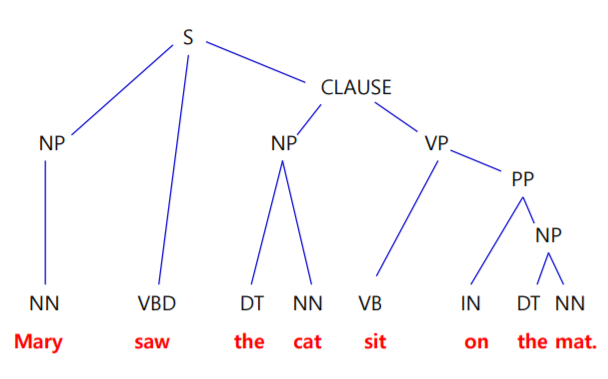 S
CLAUSE
NP NP VP
PP
NP
NN VBD DT NN VB IN DT NN
Mary saw the cat sit on the mat.